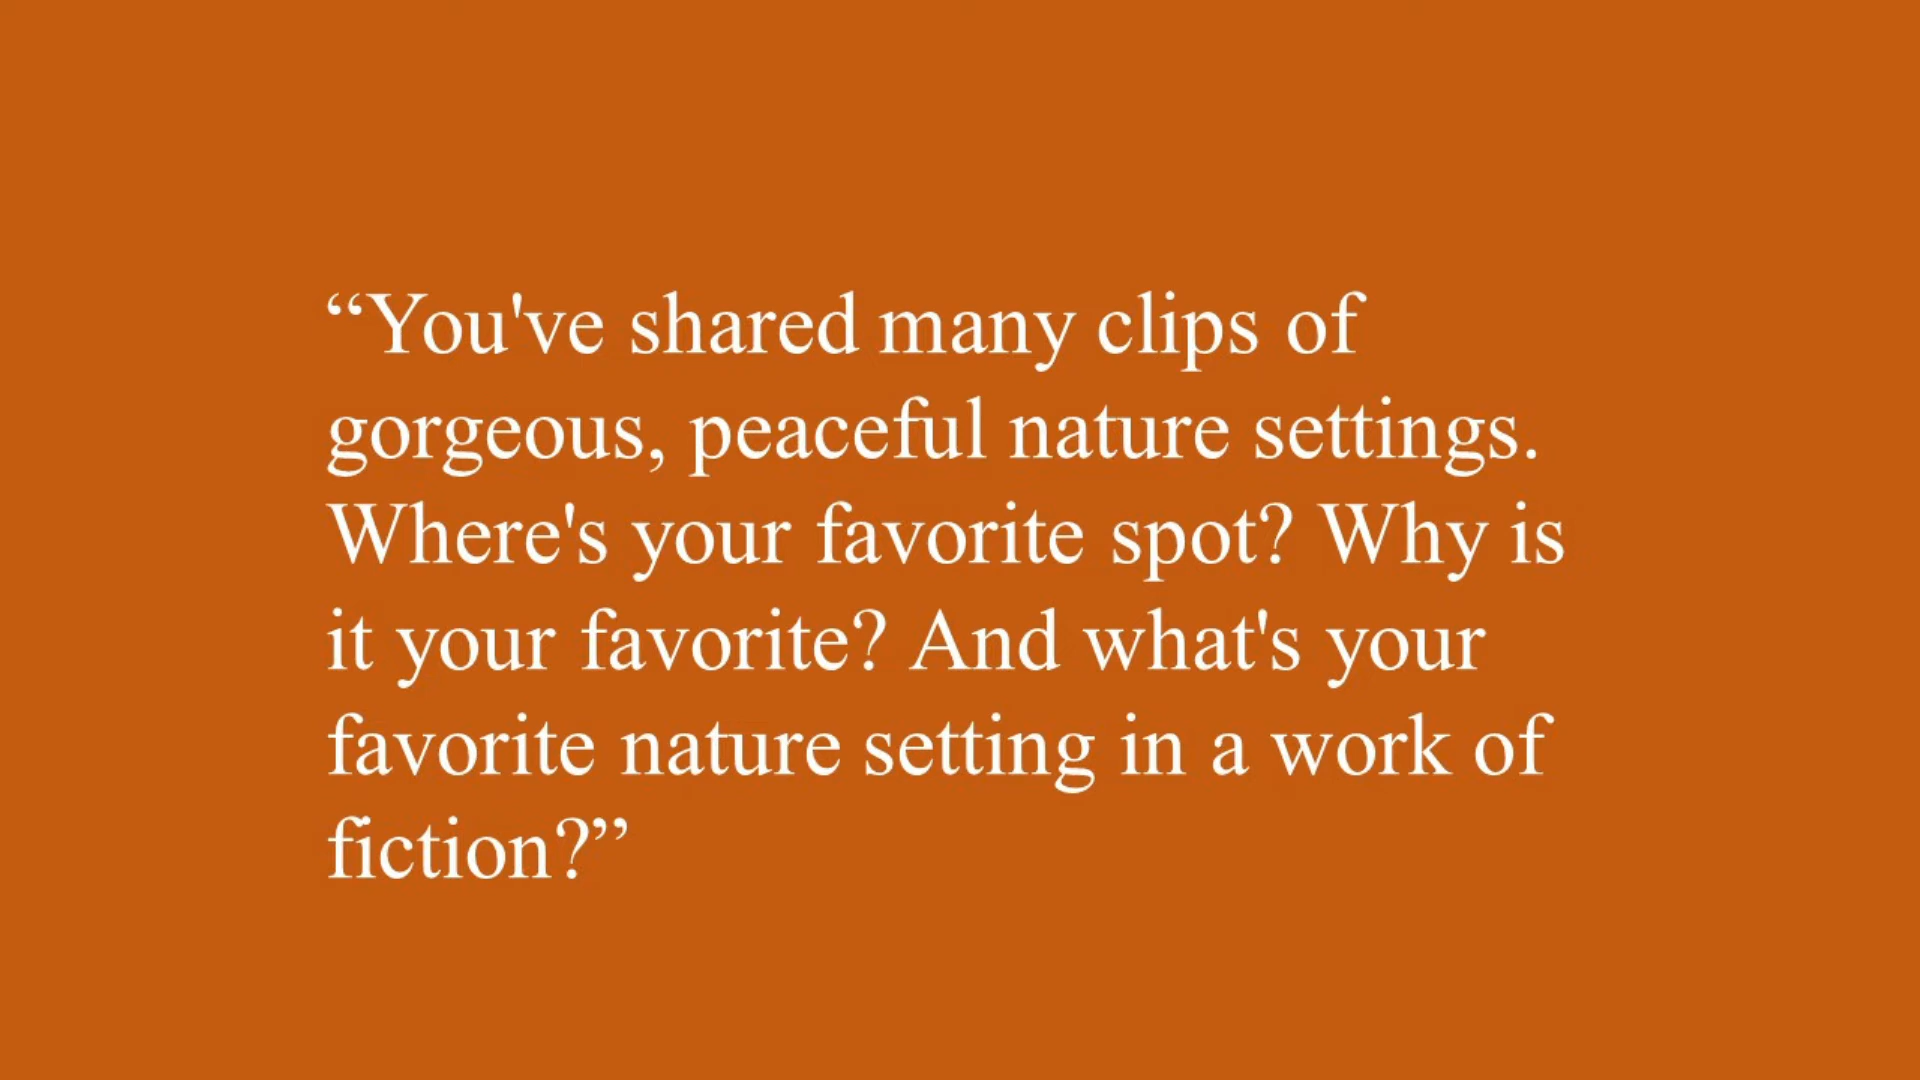 “You've shared many clips of
gorgeous, peaceful nature settings.
Where's your favorite spot? Why is
it your favorite? And what's your
favorite nature setting in a work of
fiction?”